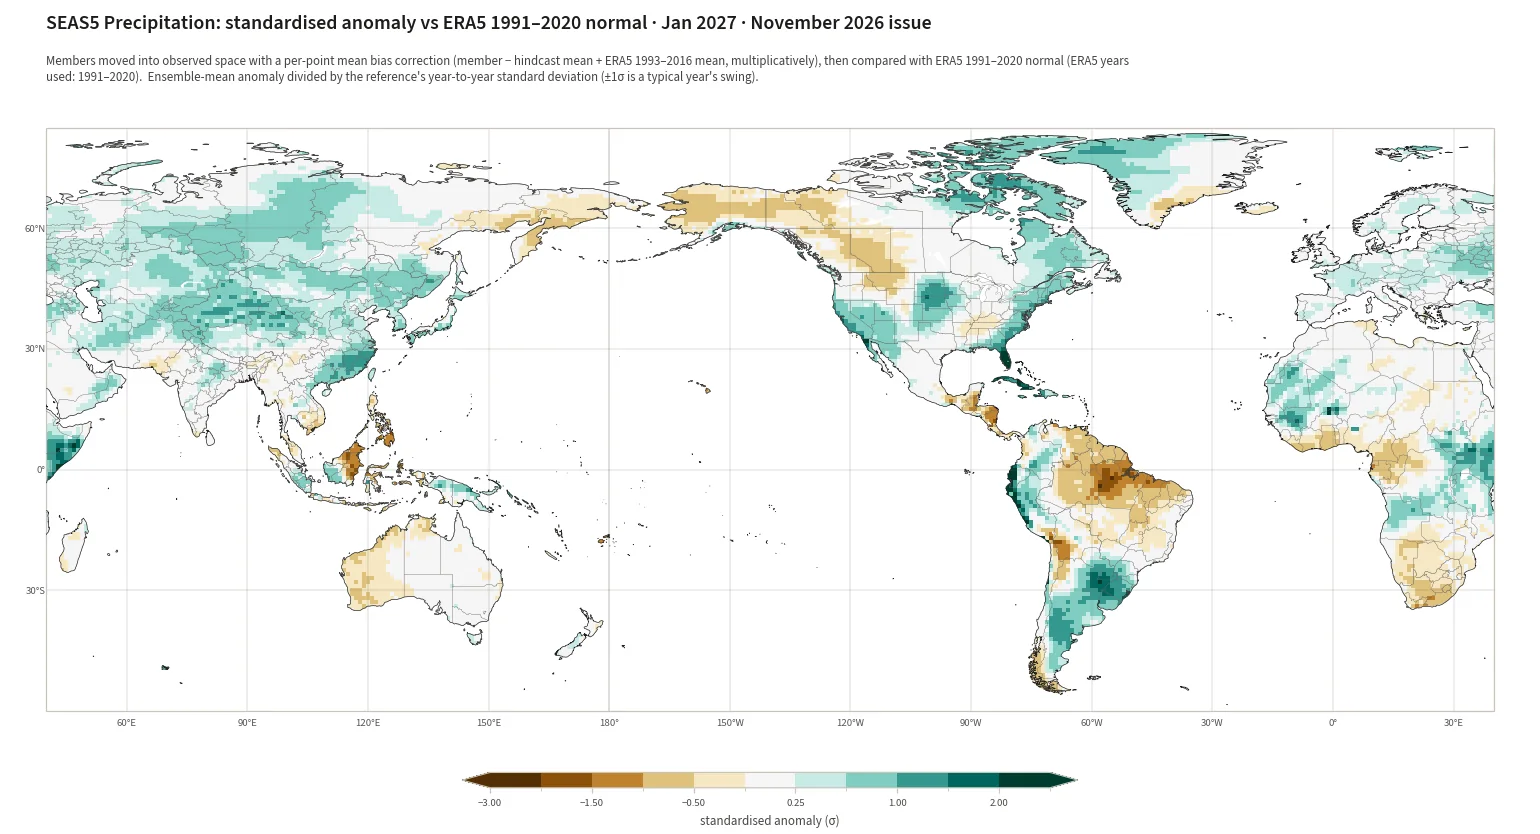 SEAS5 Precipitation: standardised anomaly vs ERA5 1991–2020 normal · Jan 2027 · November 2026 issue
Members moved into observed space with a per-point mean bias correction (member − hindcast mean + ERA5 1993–2016 mean, multiplicatively), then compared with ERA5 1991–2020 normal (ERA5 years
used: 1991–2020). Ensemble-mean anomaly divided by the reference's year-to-year standard deviation (±1σ is a typical year's swing).
60°N
30°N
0°
30°S
60°E 90°E 120°E 150°E 180° 150°W 120°W 90°W 60°W 30°W 0° 30°E
−3.00 −1.50 −0.50 0.25 1.00 2.00
standardised anomaly (σ)